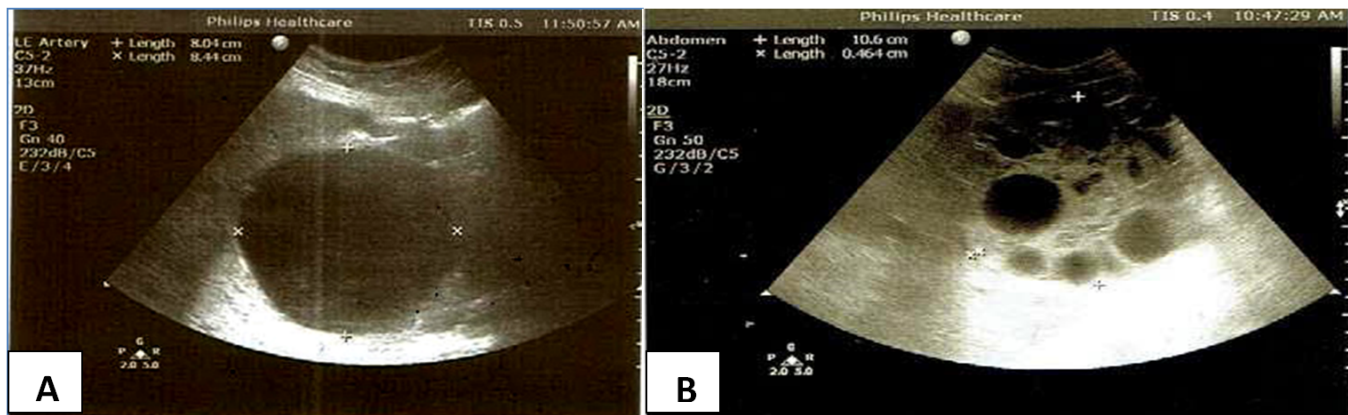 Philips Healthcare TIS 0.5 11:50:57 AM
LE Artery + Length 8.04 cm
C5-2 × Length 8.44 cm
37Hz
13cm
2D
F3
Gn 40
232dB/C5
E/3/4
G
P R
2.0 5.0
A
Philips Healthcare TIS 0.4 10:47:29 AM
Abdomen + Length 10.6 cm
C5-2 × Length 0.464 cm
27Hz
18cm
2D
F3
Gn 50
232dB/C5
G/3/2
G
P R
2.0 5.0
B